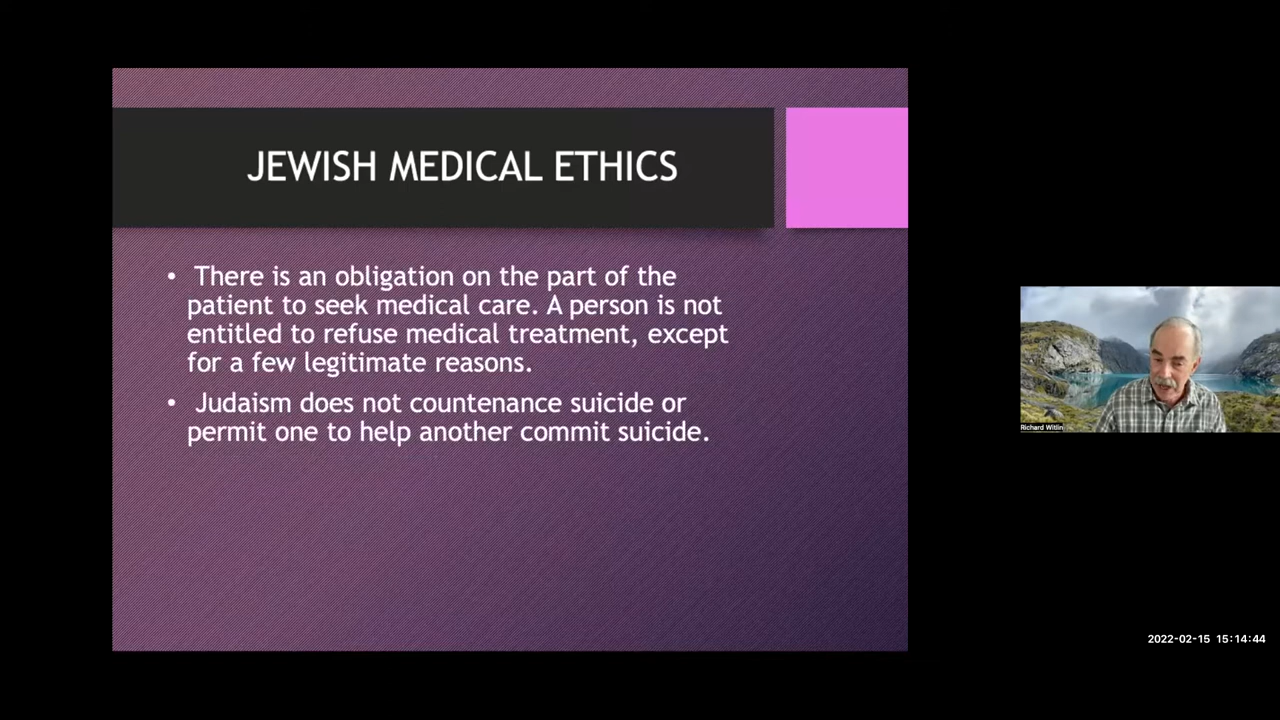 JEWISH MEDICAL ETHICS
• There is an obligation on the part of the
patient to seek medical care. A person is not
entitled to refuse medical treatment, except
for a few legitimate reasons.
• Judaism does not countenance suicide or
permit one to help another commit suicide.
Richard Witlin
2022-02-15 15:14:44